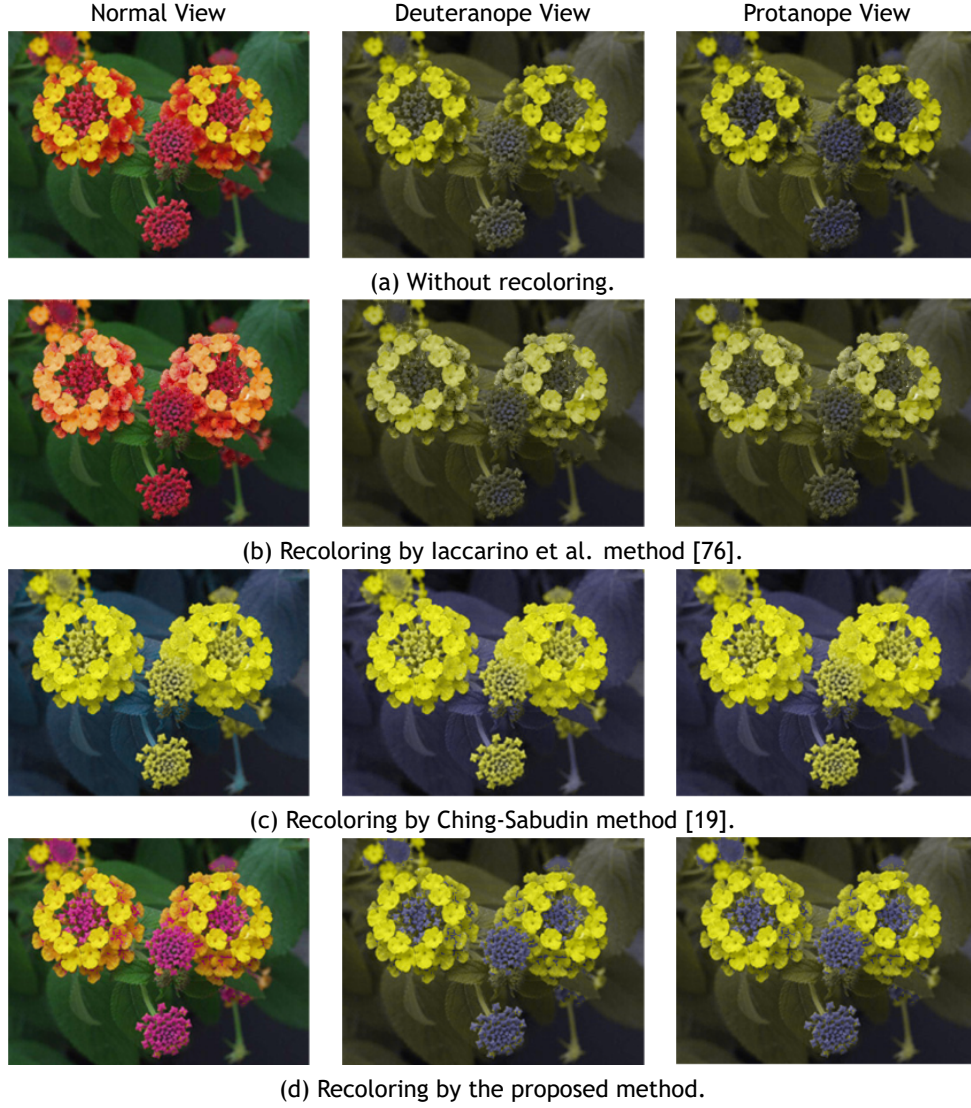 Normal View Deuteranope View Protanope View
(a) Without recoloring.
(b) Recoloring by Iaccarino et al. method [76].
(c) Recoloring by Ching-Sabudin method [19].
(d) Recoloring by the proposed method.